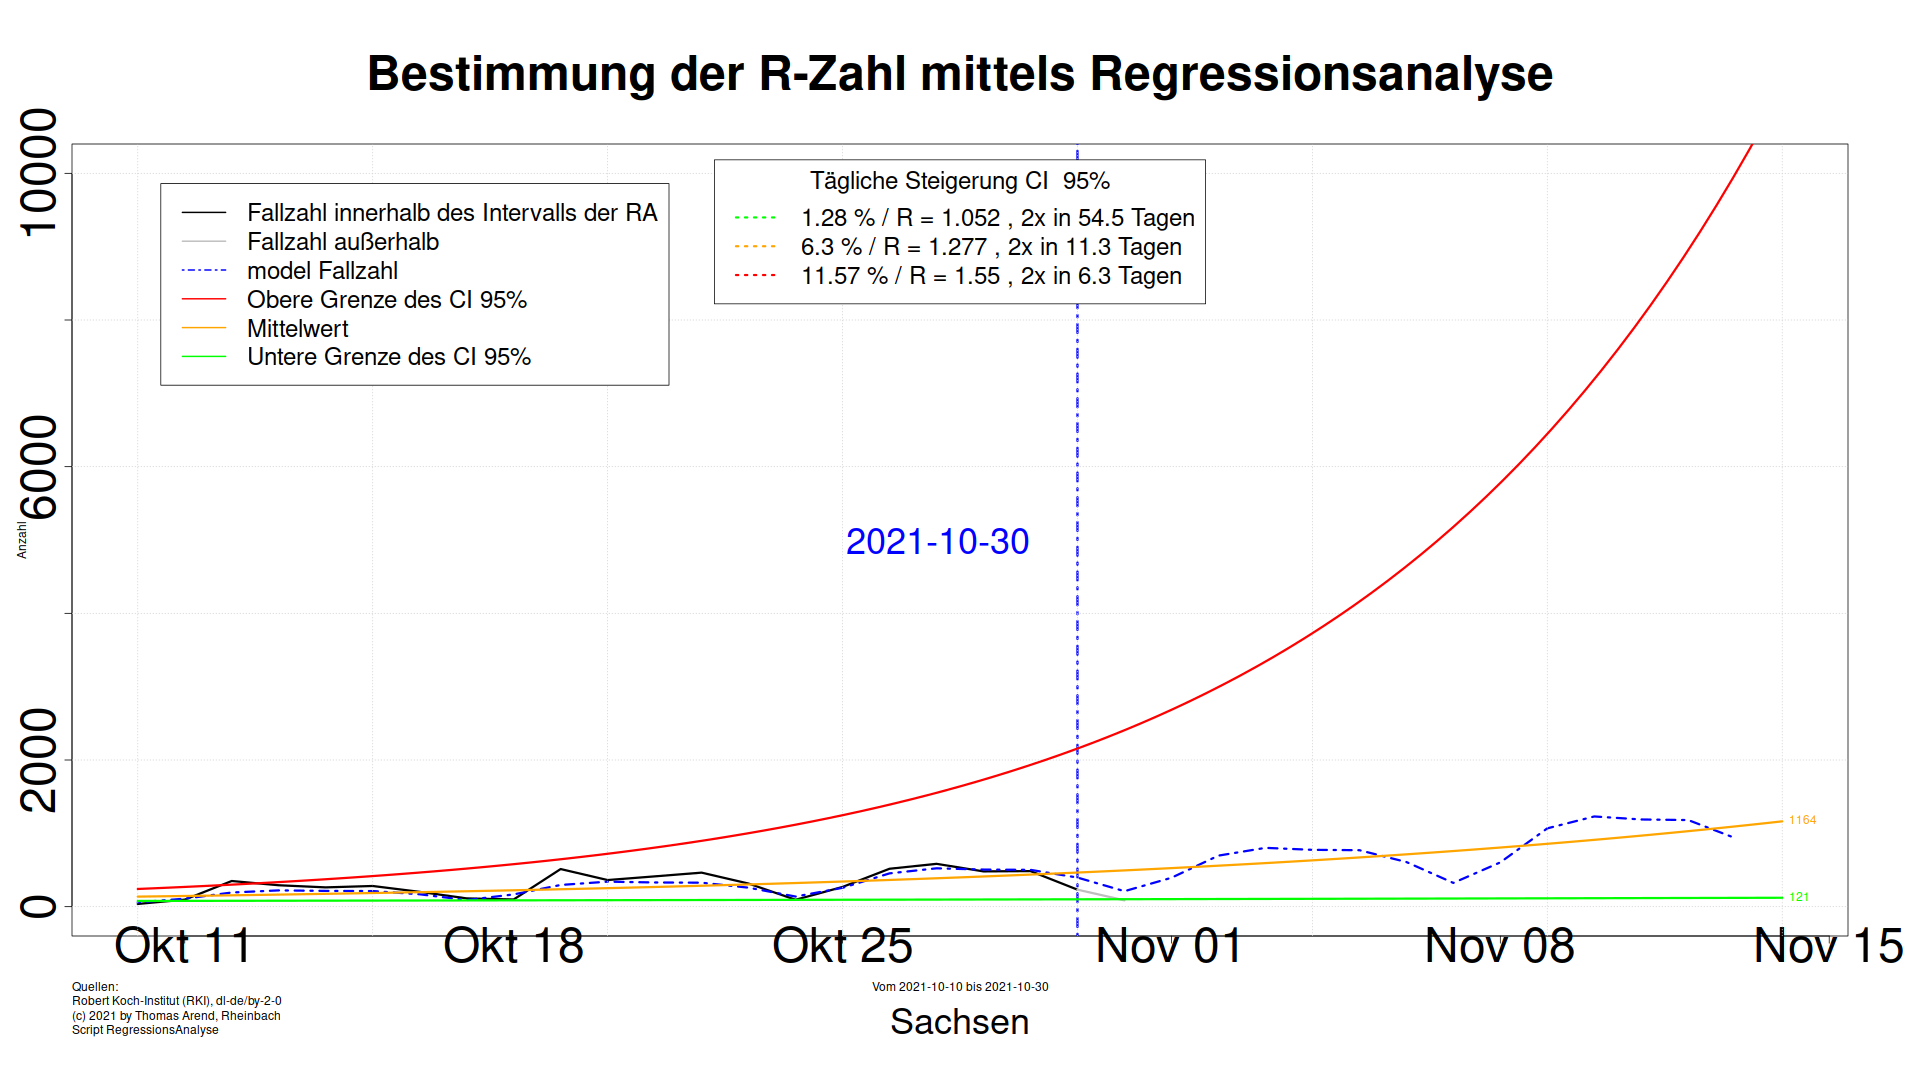 Bestimmung der R-Zahl mittels Regressionsanalyse
10000
6000
2000
0
Anzahl
Fallzahl innerhalb des Intervalls der RA
Fallzahl außerhalb
model Fallzahl
Obere Grenze des CI 95%
Mittelwert
Untere Grenze des CI 95%
Tägliche Steigerung CI  95%
1.28 % / R = 1.052 , 2x in 54.5 Tagen
6.3 % / R = 1.277 , 2x in 11.3 Tagen
11.57 % / R = 1.55 , 2x in 6.3 Tagen
2021-10-30
1164
121
Okt 11 Okt 18 Okt 25 Nov 01 Nov 08 Nov 15
Quellen:
Robert Koch-Institut (RKI), dl-de/by-2-0
(c) 2021 by Thomas Arend, Rheinbach
Script RegressionsAnalyse
Vom 2021-10-10 bis 2021-10-30
Sachsen